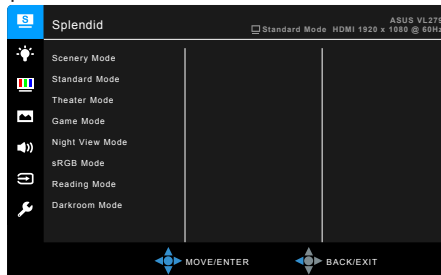 S
Splendid
ASUS VL279
Standard Mode HDMI 1920 x 1080 @ 60Hz
Scenery Mode
Standard Mode
Theater Mode
Game Mode
Night View Mode
sRGB Mode
Reading Mode
Darkroom Mode
MOVE/ENTER BACK/EXIT